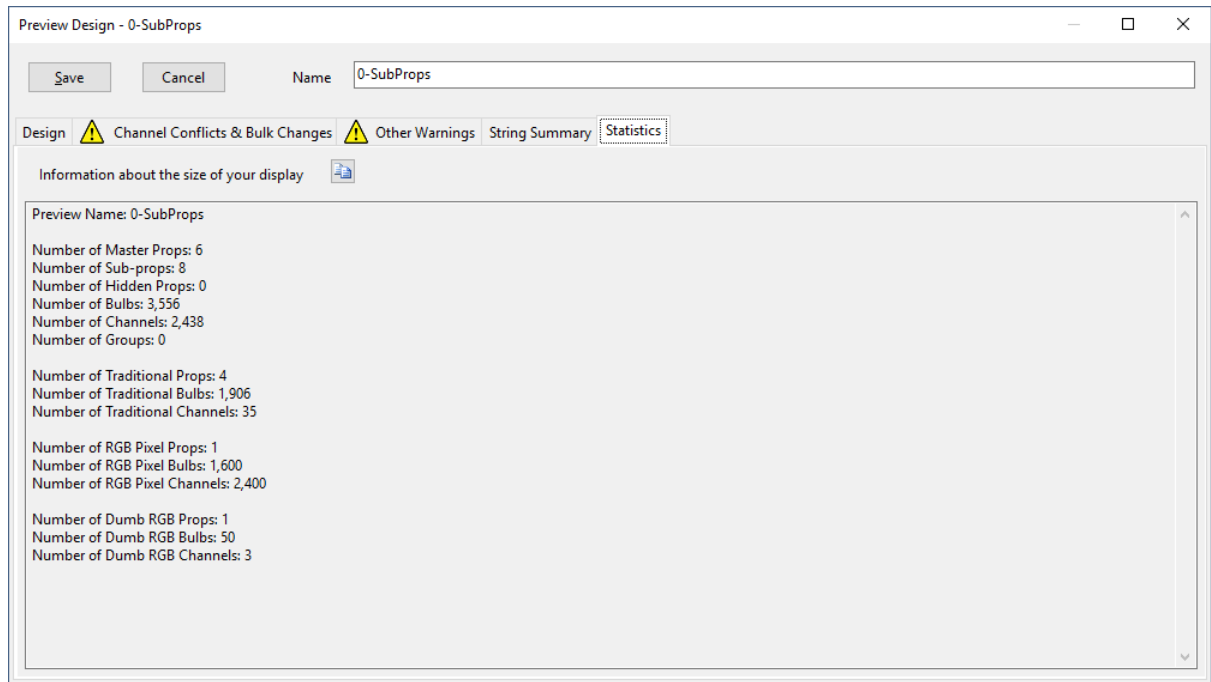 Preview Design - 0-SubProps
Save Cancel Name 0-SubProps
Design Channel Conflicts & Bulk Changes Other Warnings String Summary Statistics
Information about the size of your display
Preview Name: 0-SubProps
Number of Master Props: 6
Number of Sub-props: 8
Number of Hidden Props: 0
Number of Bulbs: 3,556
Number of Channels: 2,438
Number of Groups: 0
Number of Traditional Props: 4
Number of Traditional Bulbs: 1,906
Number of Traditional Channels: 35
Number of RGB Pixel Props: 1
Number of RGB Pixel Bulbs: 1,600
Number of RGB Pixel Channels: 2,400
Number of Dumb RGB Props: 1
Number of Dumb RGB Bulbs: 50
Number of Dumb RGB Channels: 3